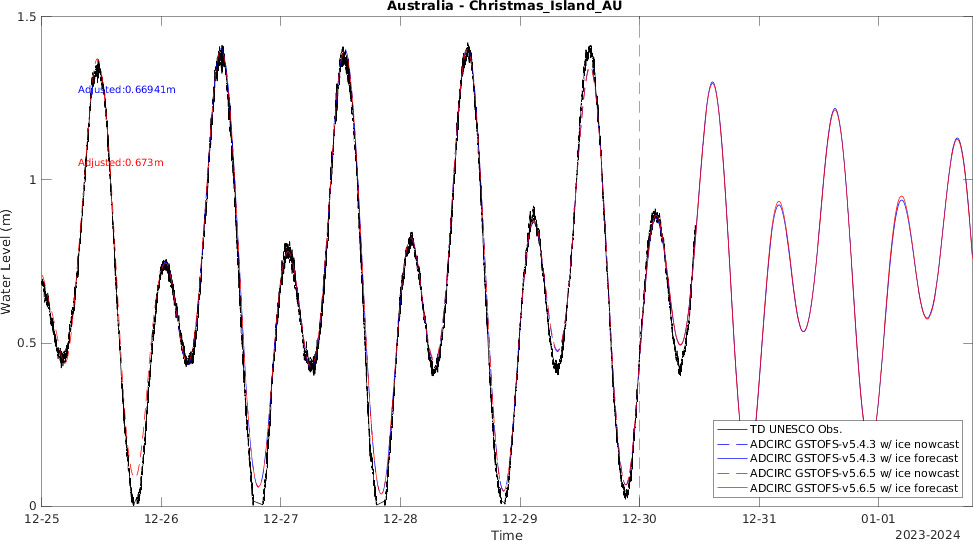 Australia - Christmas_Island_AU
1.5
Adjusted:0.66941m
Adjusted:0.673m
1
Water Level (m)
0.5
TD UNESCO Obs.
ADCIRC GSTOFS-v5.4.3 w/ ice nowcast
ADCIRC GSTOFS-v5.4.3 w/ ice forecast
ADCIRC GSTOFS-v5.6.5 w/ ice nowcast
ADCIRC GSTOFS-v5.6.5 w/ ice forecast
0
12-25 12-26 12-27 12-28 12-29 12-30 12-31 01-01
Time
2023-2024